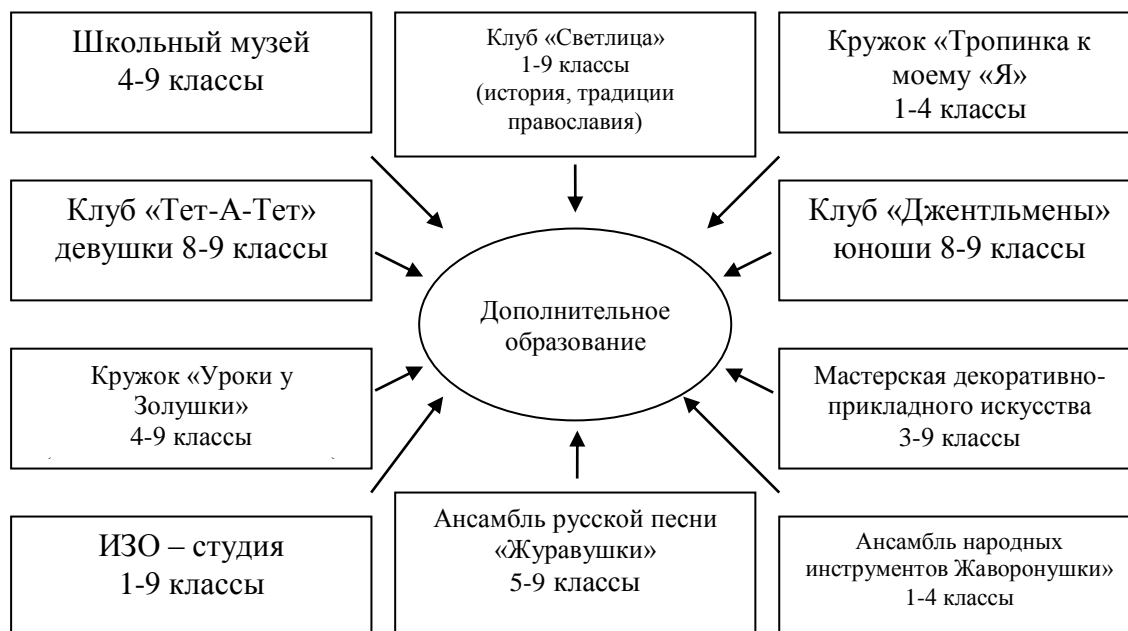 Школьный музей
4-9 классы
Клуб «Светлица»
1-9 классы
(история, традиции
православия)
Кружок «Тропинка к
моему «Я»
1-4 классы
Клуб «Тет-А-Тет»
девушки 8-9 классы
Клуб «Джентльмены»
юноши 8-9 классы
Дополнительное
образование
Кружок «Уроки у
Золушки»
4-9 классы
Мастерская декоративно-
прикладного искусства
3-9 классы
ИЗО – студия
1-9 классы
Ансамбль русской песни
«Журавушки»
5-9 классы
Ансамбль народных
инструментов Жаворонушки»
1-4 классы